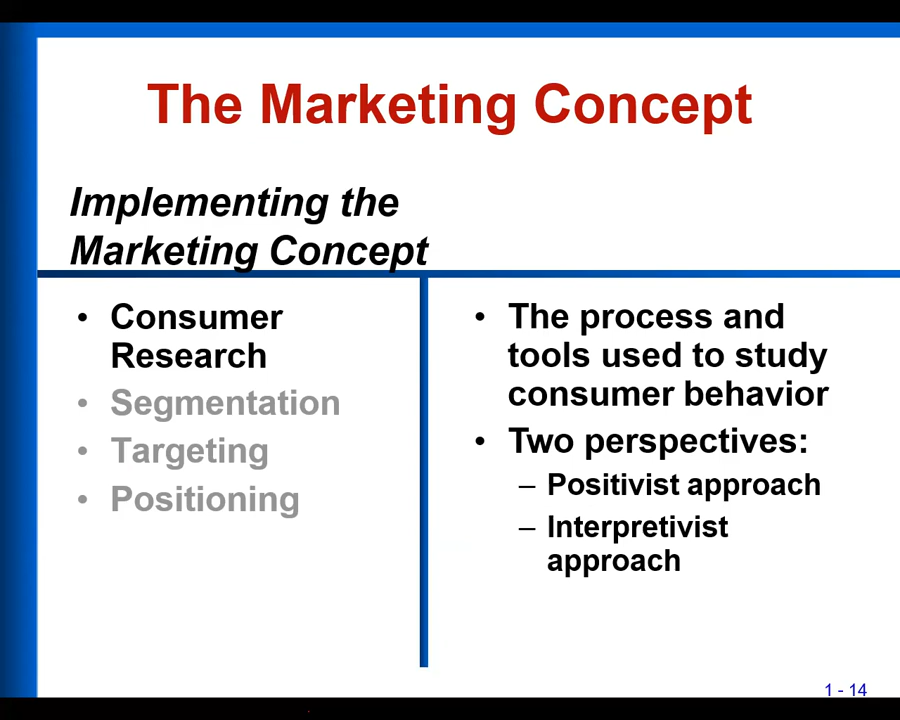 The Marketing Concept
Implementing the
Marketing Concept
• Consumer
Research
• Segmentation
• Targeting
• Positioning
• The process and
tools used to study
consumer behavior
• Two perspectives:
– Positivist approach
– Interpretivist
approach
1 - 14